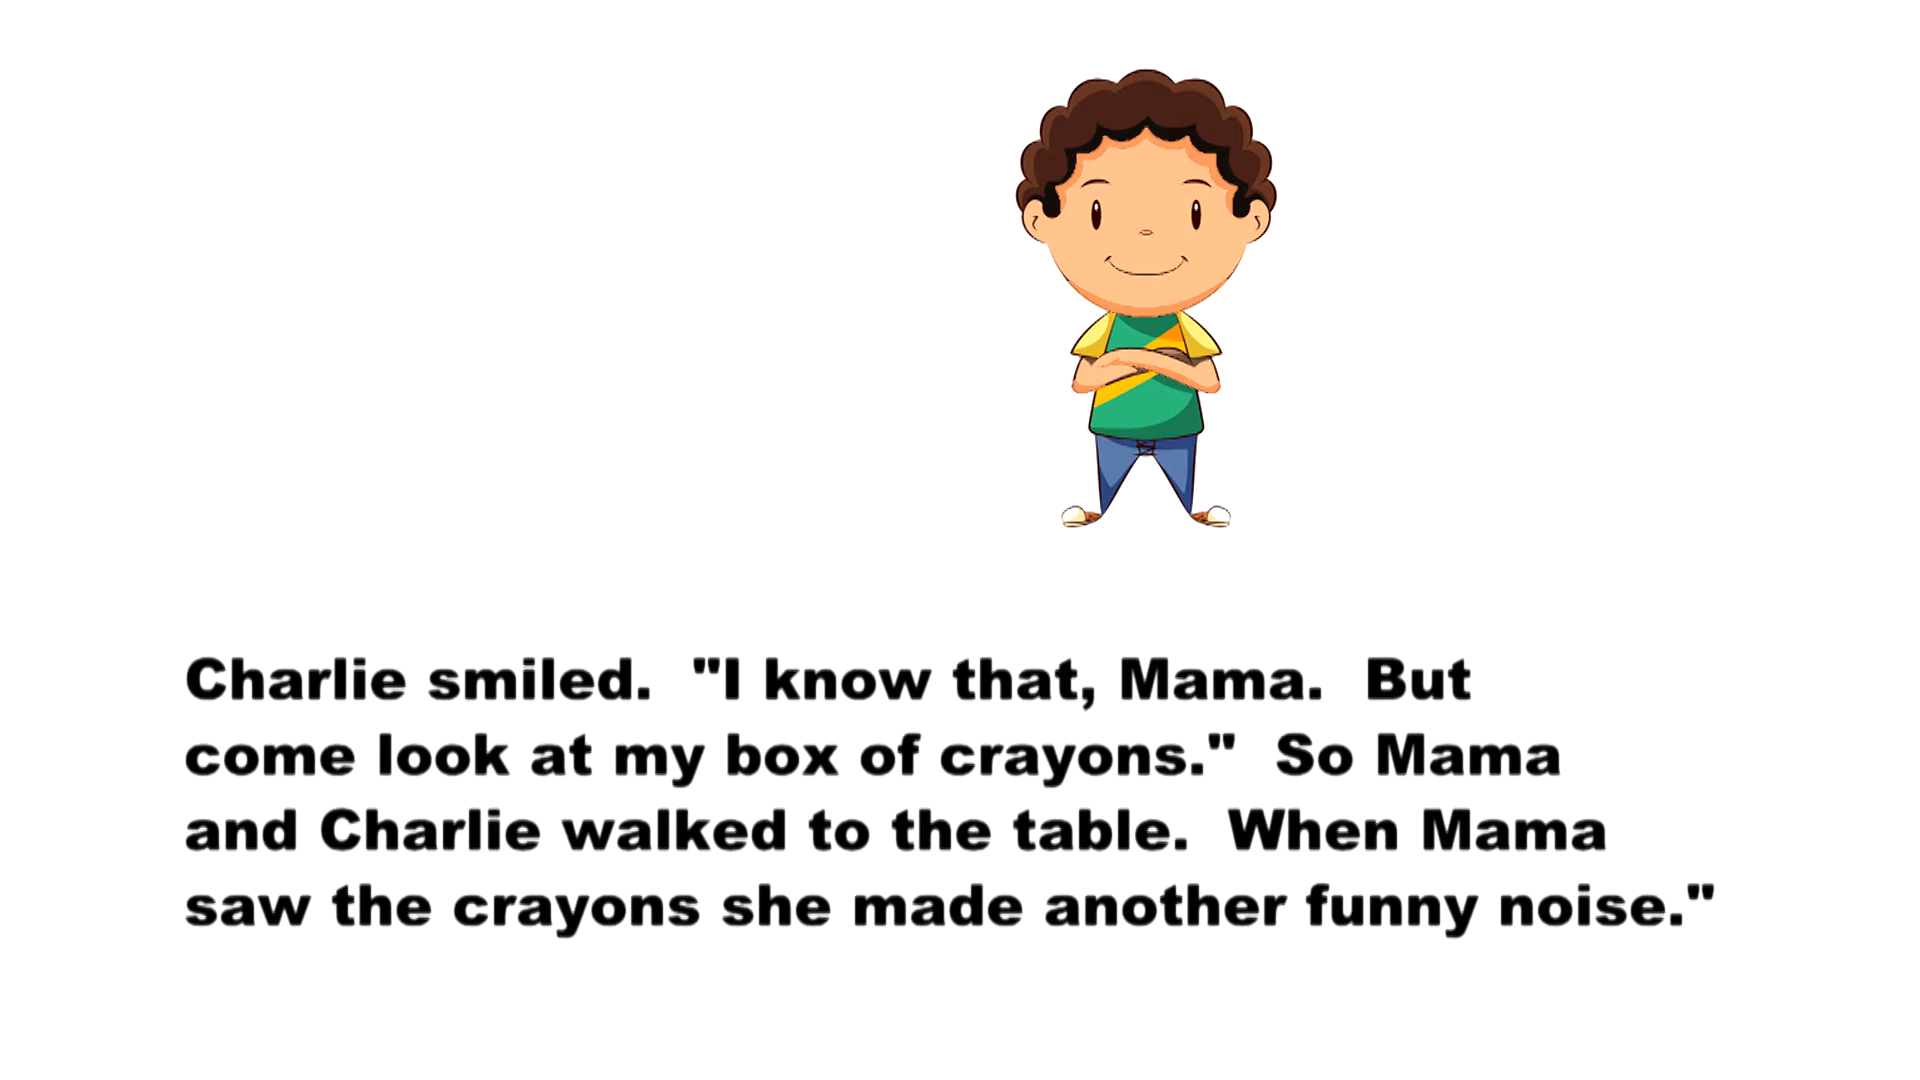 Charlie smiled.  "I know that, Mama.  But
come look at my box of crayons."  So Mama
and Charlie walked to the table.  When Mama
saw the crayons she made another funny noise."